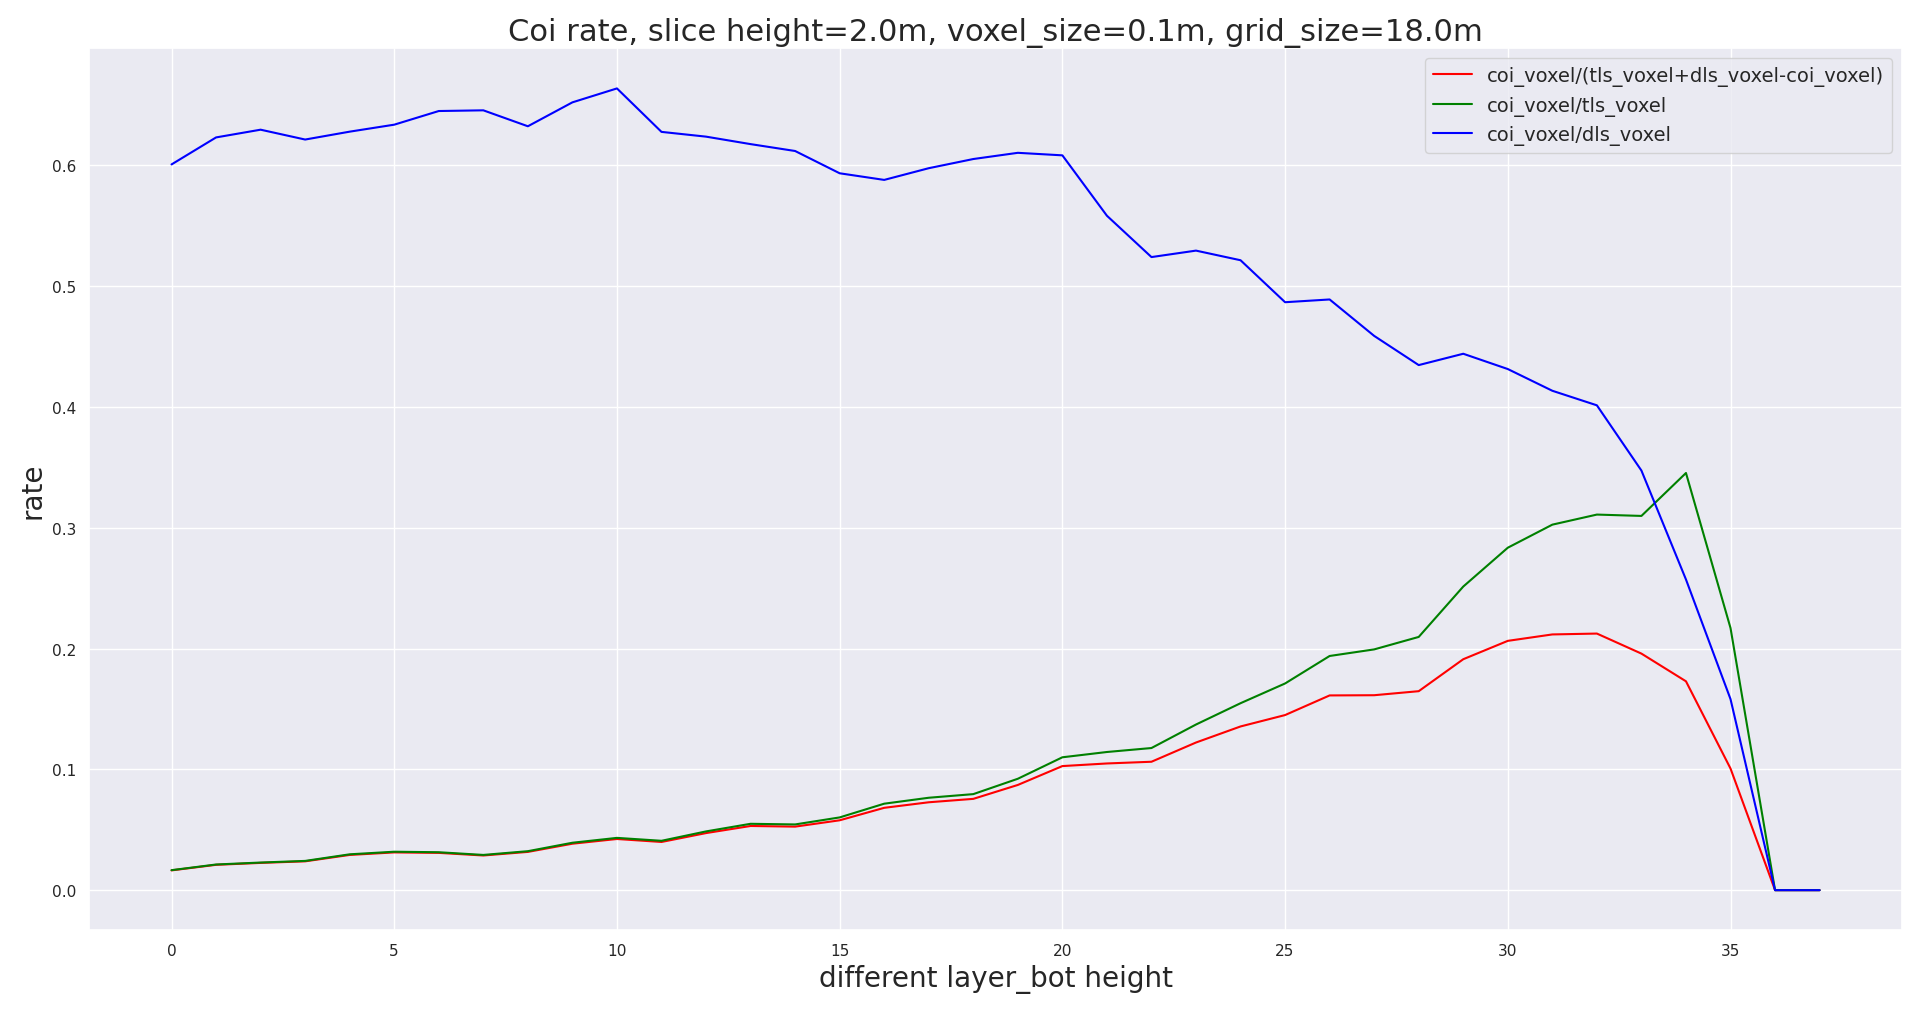 Coi rate, slice height=2.0m, voxel_size=0.1m, grid_size=18.0m
coi_voxel/(tls_voxel+dls_voxel-coi_voxel)
coi_voxel/tls_voxel
coi_voxel/dls_voxel
0.6
0.5
0.4
0.3
0.2
0.1
0.0
rate
0 5 10 15 20 25 30 35
different layer_bot height